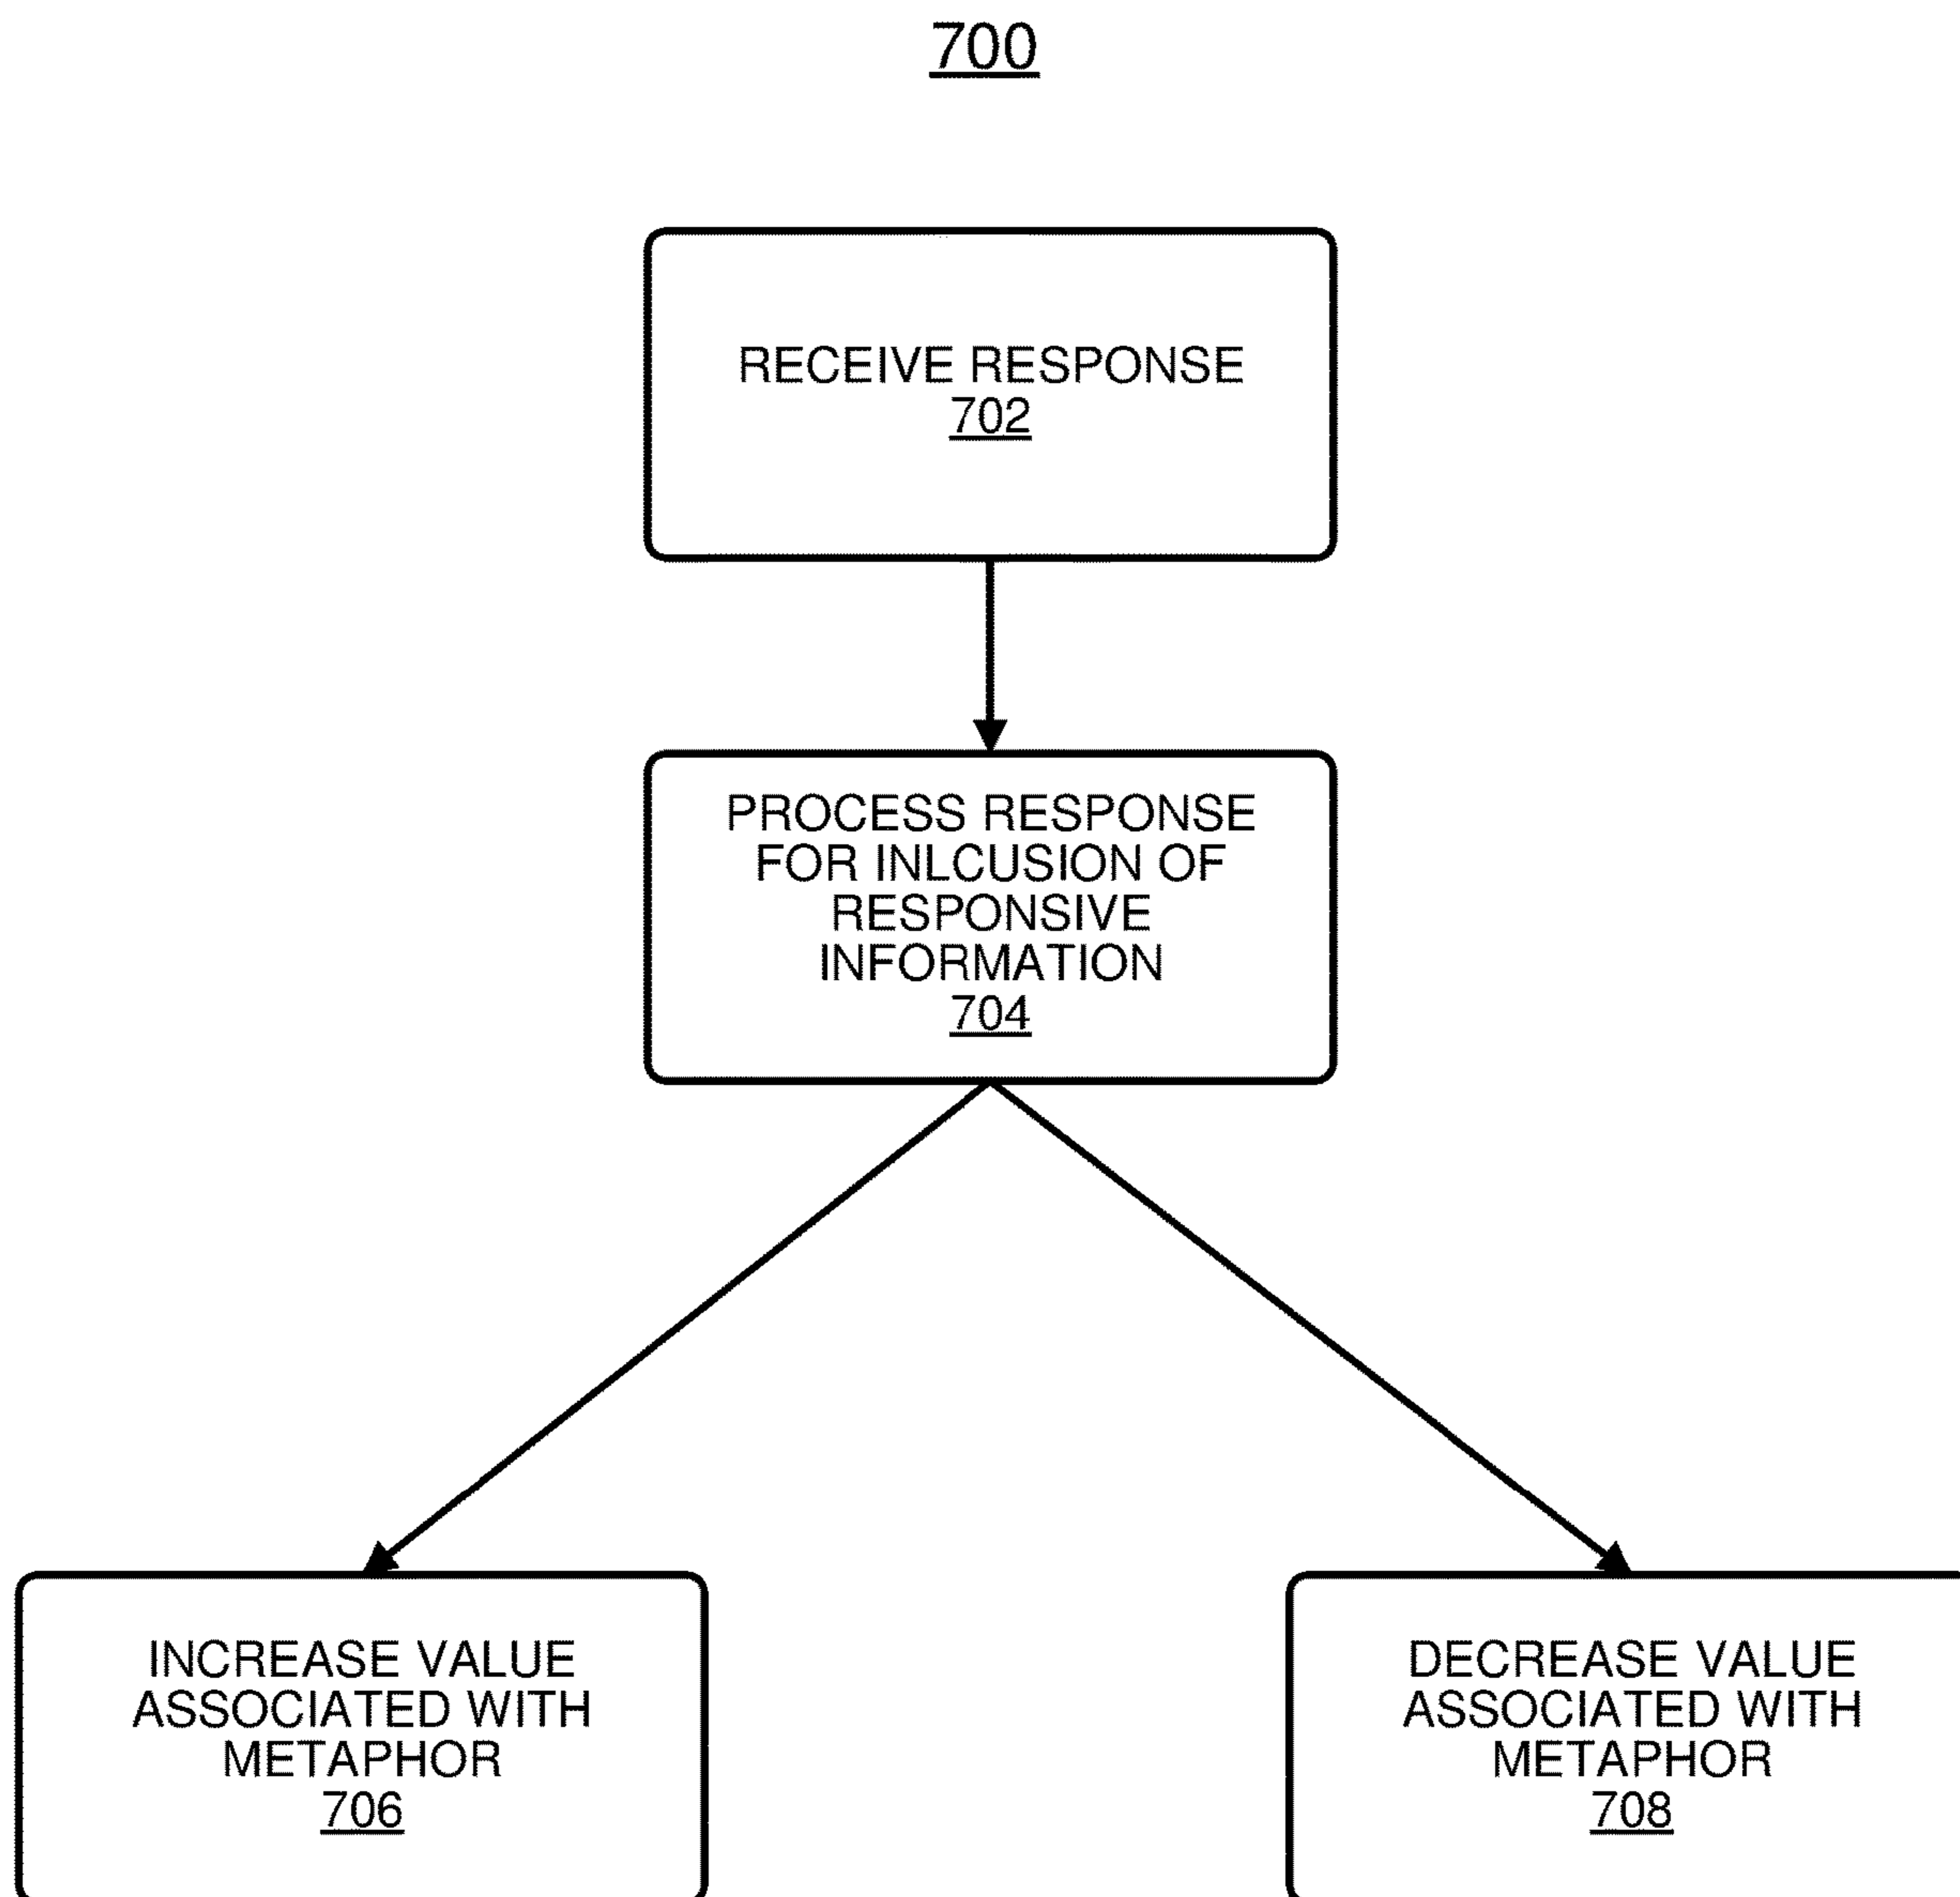 700
RECEIVE RESPONSE
702
PROCESS RESPONSE
FOR INLCUSION OF
RESPONSIVE
INFORMATION
704
INCREASE VALUE
ASSOCIATED WITH
METAPHOR
706
DECREASE VALUE
ASSOCIATED WITH
METAPHOR
708